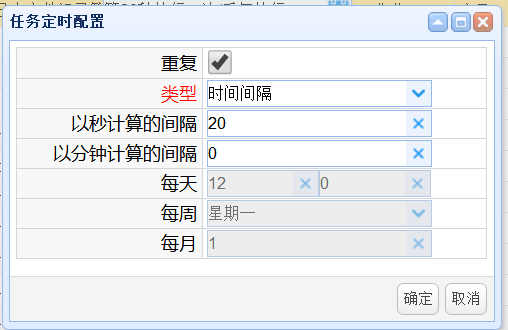 任务定时配置
重复
类型 时间间隔
以秒计算的间隔 20
以分钟计算的间隔 0
每天 12 0
每周 星期一
每月 1
确定 取消